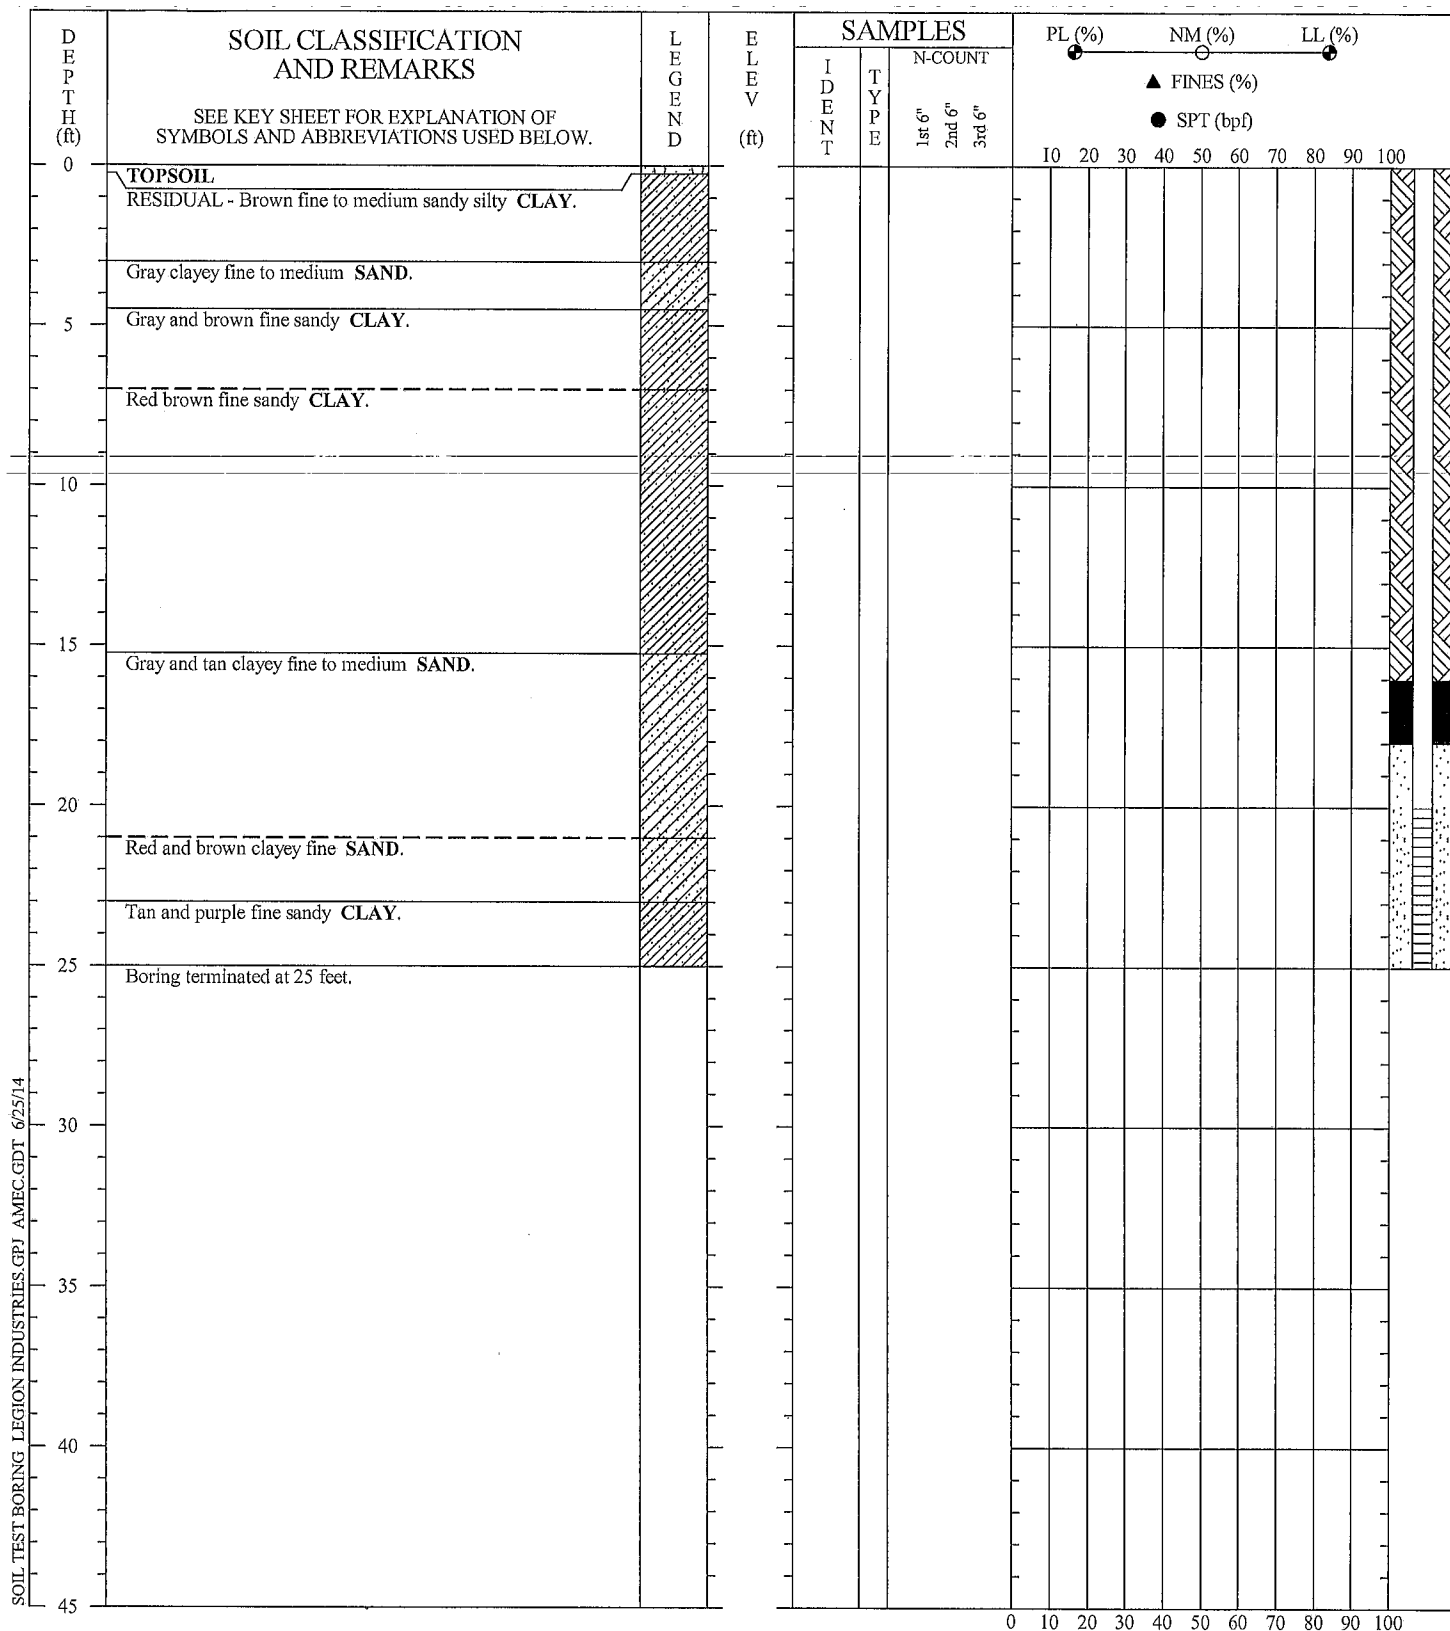 DEPTH
(ft)
SOIL CLASSIFICATION
AND REMARKS
SEE KEY SHEET FOR EXPLANATION OF
SYMBOLS AND ABBREVIATIONS USED BELOW.
LEGEND
ELEV
(ft)
SAMPLES
IDENT
TYPE
N-COUNT
1st 6"
2nd 6"
3rd 6"
PL (%) NM (%) LL (%)
▲ FINES (%)
● SPT (bpf)
10 20 30 40 50 60 70 80 90 100
0
TOPSOIL
RESIDUAL - Brown fine to medium sandy silty CLAY.
Gray clayey fine to medium SAND.
Gray and brown fine sandy CLAY.
5
Red brown fine sandy CLAY.
10
15
Gray and tan clayey fine to medium SAND.
20
Red and brown clayey fine SAND.
Tan and purple fine sandy CLAY.
25
Boring terminated at 25 feet.
30
35
40
45
0 10 20 30 40 50 60 70 80 90 100
SOIL TEST BORING LEGION INDUSTRIES.GPJ AMEC.GDT 6/25/14